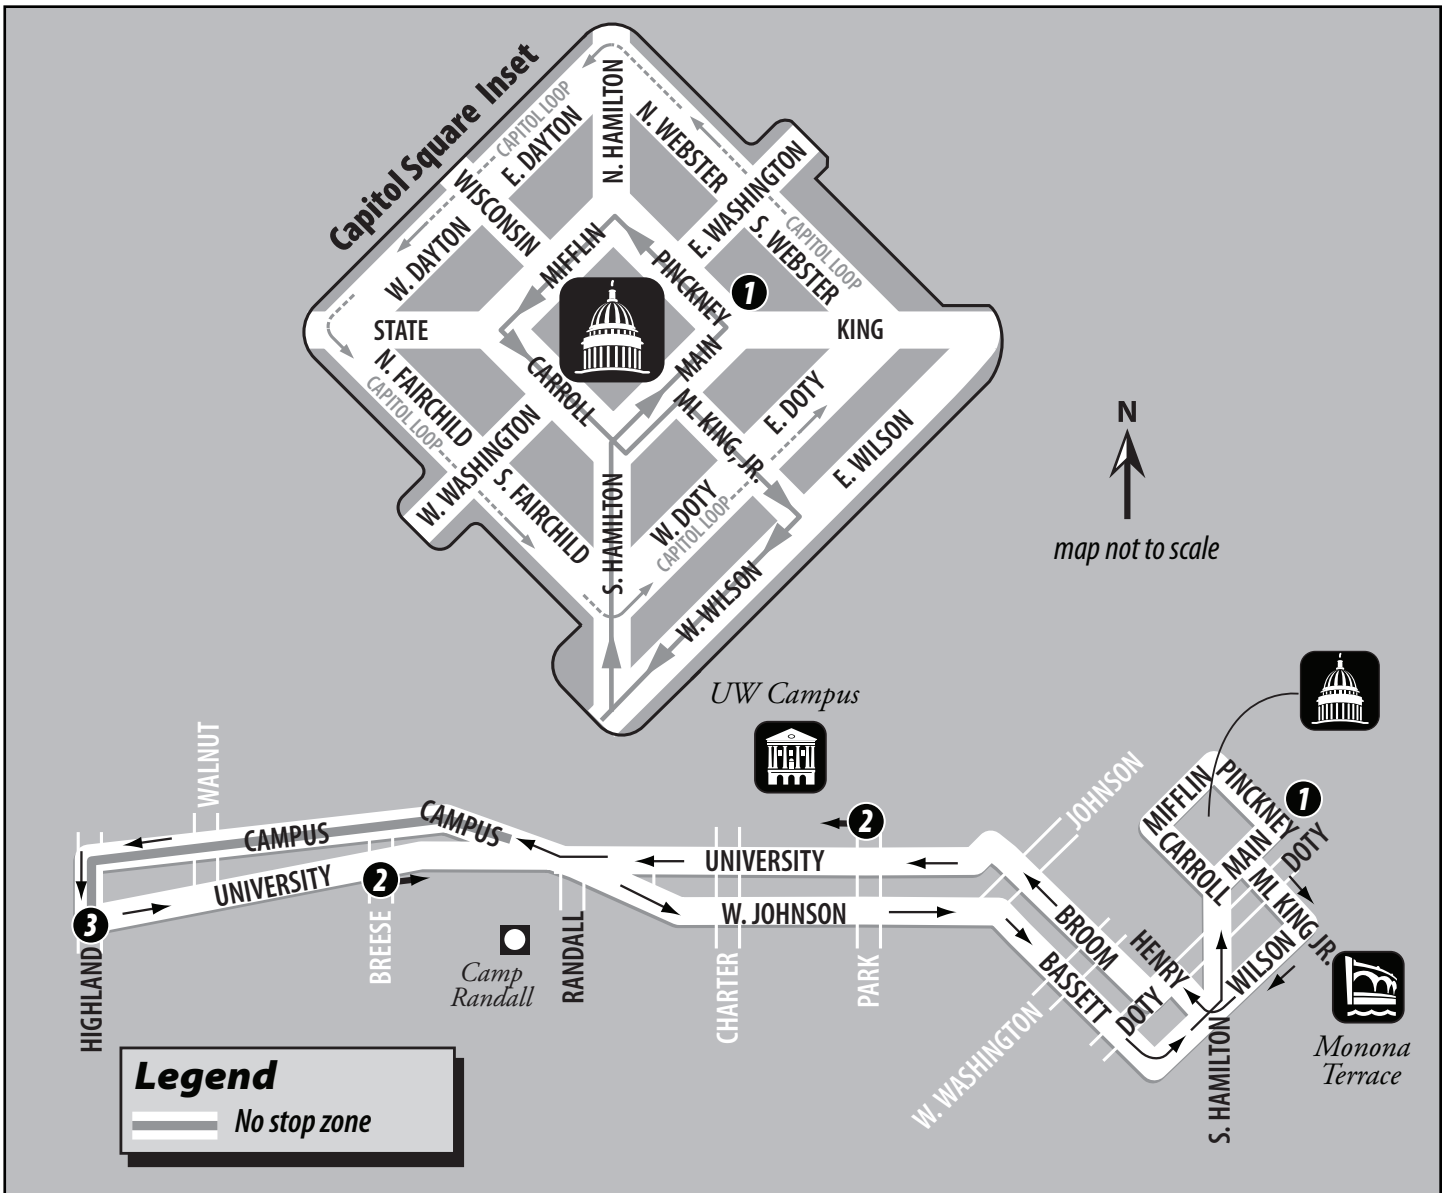 Capitol Square Inset
CAPITOL LOOP
E. DAYTON
N. HAMILTON
N. WEBSTER
E. WASHINGTON
WISCONSIN
W. DAYTON
MIFFLIN
PINCKNEY
S. WEBSTER
CAPITOL LOOP
1
STATE
KING
MAIN
CARROLL
N. FAIRCHILD
CAPITOL LOOP
W. WASHINGTON
S. FAIRCHILD
S. HAMILTON
ML KING, JR.
E. DOTY
W. DOTY
CAPITOL LOOP
E. WILSON
W. WILSON
N
map not to scale
UW Campus
WALNUT
CAMPUS
CAMPUS
UNIVERSITY
2
BREESE
3
HIGHLAND
Camp
Randall
RANDALL
UNIVERSITY
2
W. JOHNSON
CHARTER
PARK
JOHNSON
BROOM
BASSETT
W. WASHINGTON
HENRY
DOTY
MIFFLIN
PINCKNEY
1
DOTY
MAIN
CARROLL
ML KING JR.
WILSON
S. HAMILTON
Monona
Terrace
Legend
No stop zone